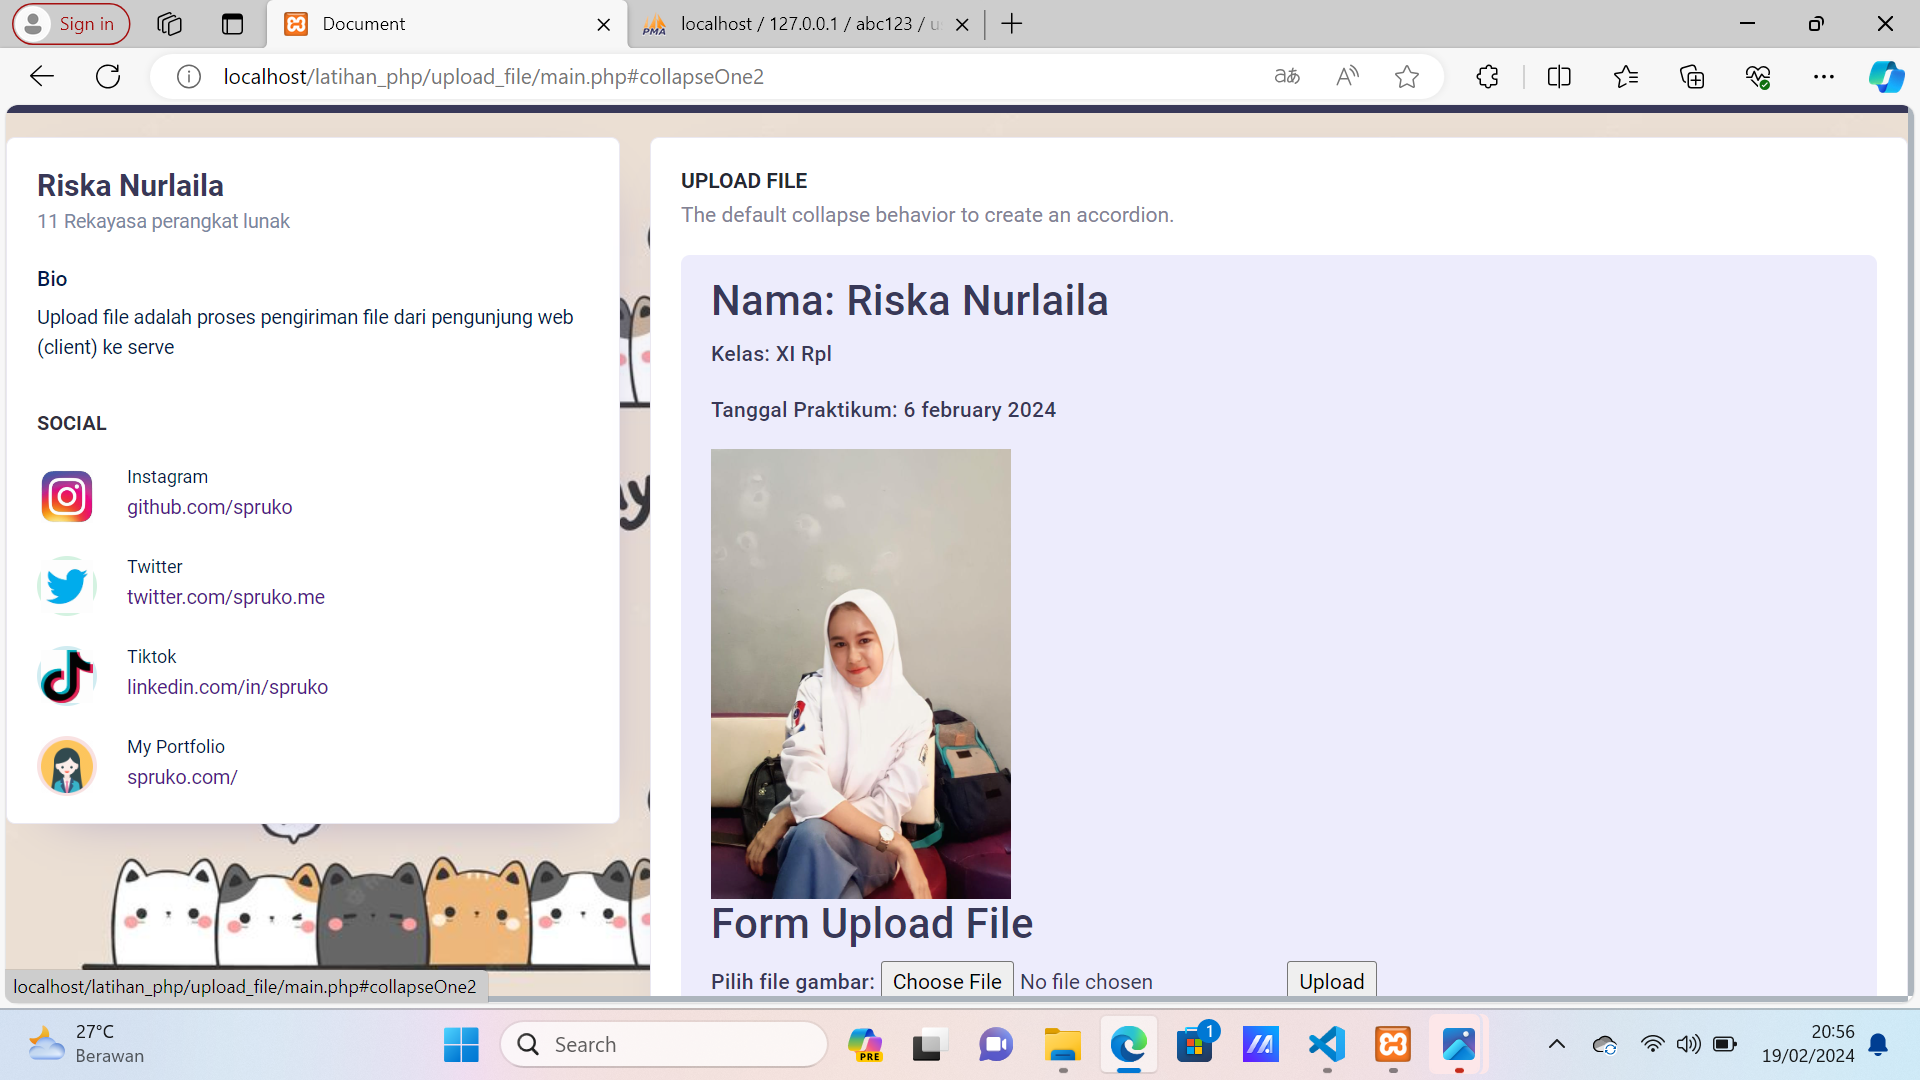 Sign in
Document
localhost / 127.0.0.1 / abc123 / u
localhost/latihan_php/upload_file/main.php#collapseOne2
Riska Nurlaila
11 Rekayasa perangkat lunak
Bio
Upload file adalah proses pengiriman file dari pengunjung web
(client) ke serve
SOCIAL
Instagram
github.com/spruko
Twitter
twitter.com/spruko.me
Tiktok
linkedin.com/in/spruko
My Portfolio
spruko.com/
UPLOAD FILE
The default collapse behavior to create an accordion.
Nama: Riska Nurlaila
Kelas: XI Rpl
Tanggal Praktikum: 6 february 2024
Form Upload File
Pilih file gambar: Choose File No file chosen Upload
localhost/latihan_php/upload_file/main.php#collapseOne2
27°C
Berawan
Search
PRE
1
20:56
19/02/2024